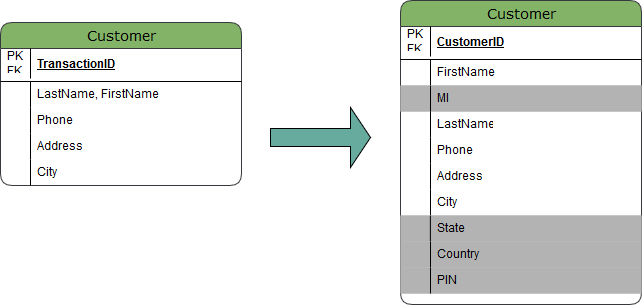 Customer
PK
FK
TransactionID
LastName, FirstName
Phone
Address
City
Customer
PK
FK
CustomerID
FirstName
MI
LastName
Phone
Address
City
State
Country
PIN